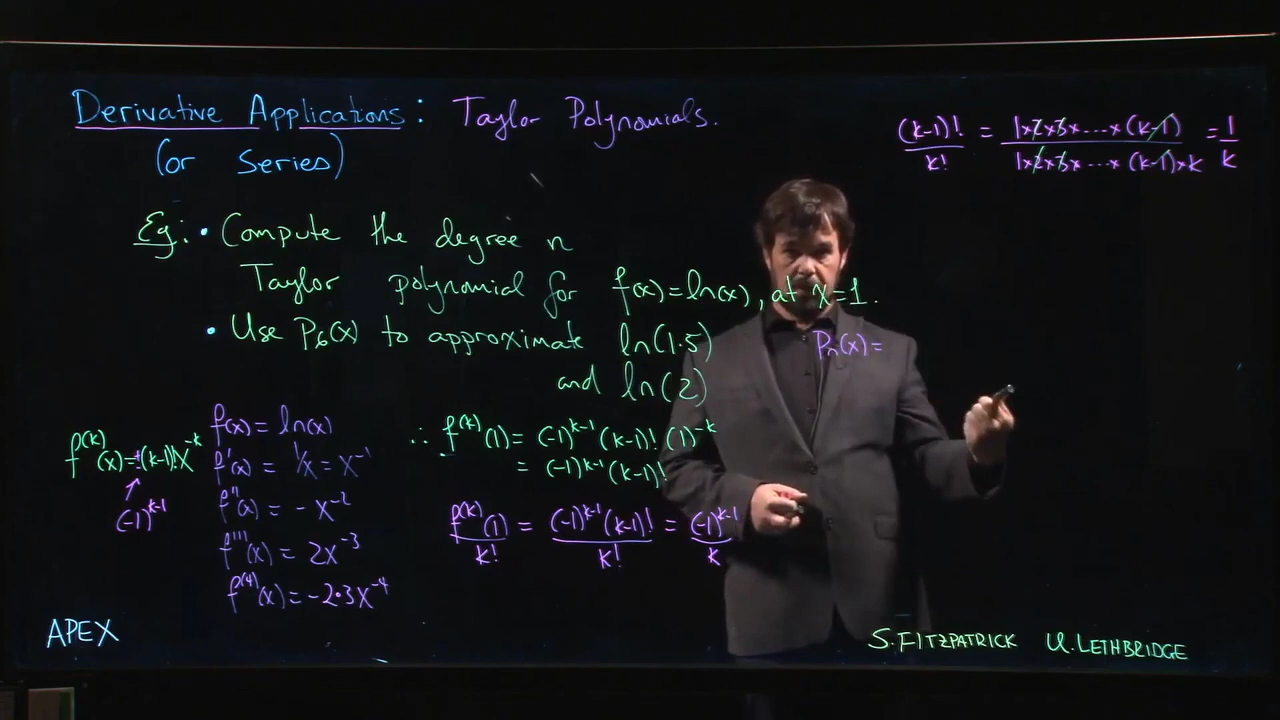 Derivative Applications: Taylor Polynomials.
(or Series)
(k-1)!/k! = 1×2×3×...×(k-1)/1×2×3×...×(k-1)×k = 1/k
Eg: • Compute the degree n
Taylor polynomial for f(x)=ln(x), at x=1.
• Use P₆(x) to approximate ln(1.5)
and ln(2)
Pₙ(x)=
f⁽ᵏ⁾(x)=±(k-1)!x⁻ᵏ
(-1)ᵏ⁻¹
f(x)= ln(x)
f'(x)= 1/x = x⁻¹
f''(x) = -x⁻²
f'''(x) = 2x⁻³
f⁽⁴⁾(x)=-2·3x⁻⁴
∴ f⁽ᵏ⁾(1)= (-1)ᵏ⁻¹(k-1)!(1)⁻ᵏ
= (-1)ᵏ⁻¹(k-1)!
f⁽ᵏ⁾(1)/k! = (-1)ᵏ⁻¹(k-1)!/k! = (-1)ᵏ⁻¹/k
APEX
S.FITZPATRICK U.LETHBRIDGE